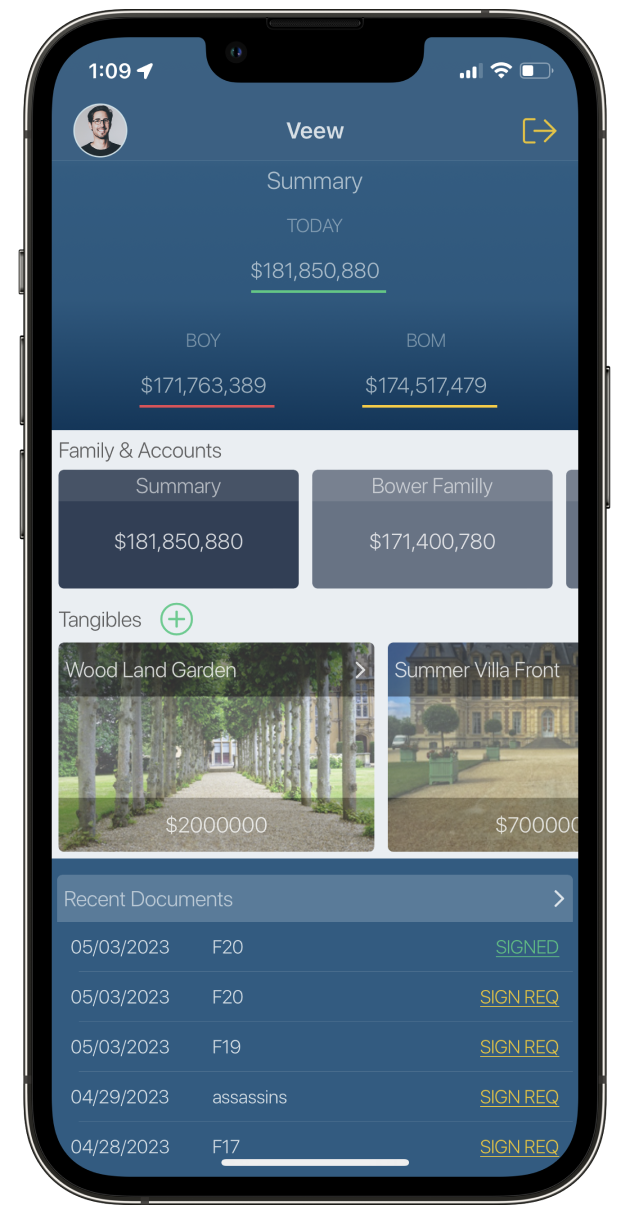 1:09
Veew
Summary
TODAY
$181,850,880
BOY BOM
$171,763,389 $174,517,479
Family & Accounts
Summary Bower Familly
$181,850,880 $171,400,780
Tangibles
Wood Land Garden Summer Villa Front
$2000000 $700000
Recent Documents
05/03/2023 F20 SIGNED
05/03/2023 F20 SIGN REQ
05/03/2023 F19 SIGN REQ
04/29/2023 assassins SIGN REQ
04/28/2023 F17 SIGN REQ